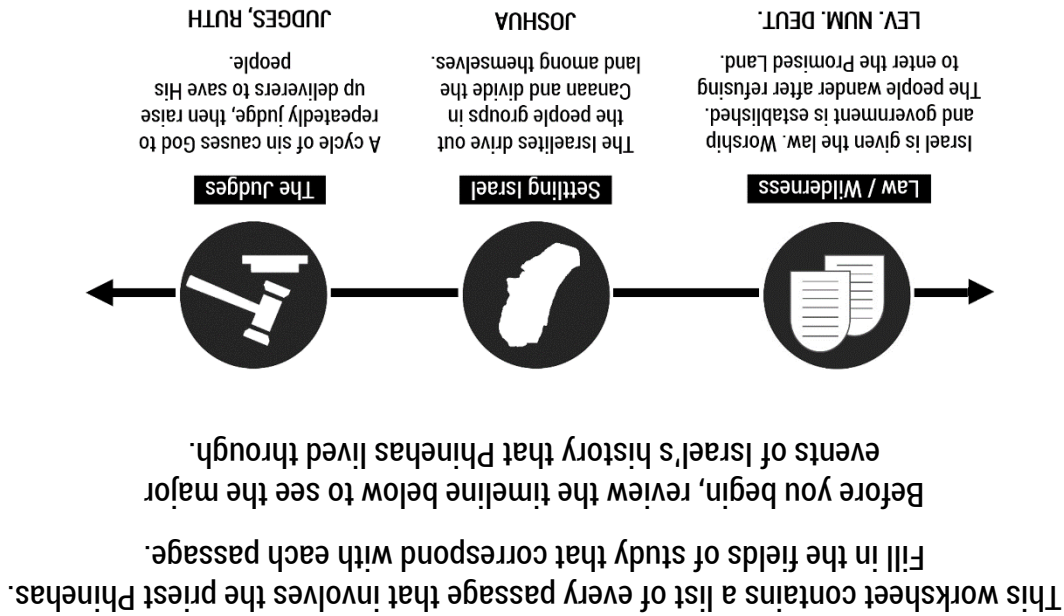 This worksheet contains a list of every passage that involves the priest Phinehas.
Fill in the fields of study that correspond with each passage.
Before you begin, review the timeline below to see the major
events of Israel's history that Phinehas lived through.
Law / Wilderness
Israel is given the law. Worship
and government is established.
The people wander after refusing
to enter the Promised Land.
LEV. NUM. DEUT.
Settling Israel
The Israelites drive out
the people groups in
Canaan and divide the
land among themselves.
JOSHUA
The Judges
A cycle of sin causes God to
repeatedly judge, then raise
up deliverers to save His
people.
JUDGES, RUTH